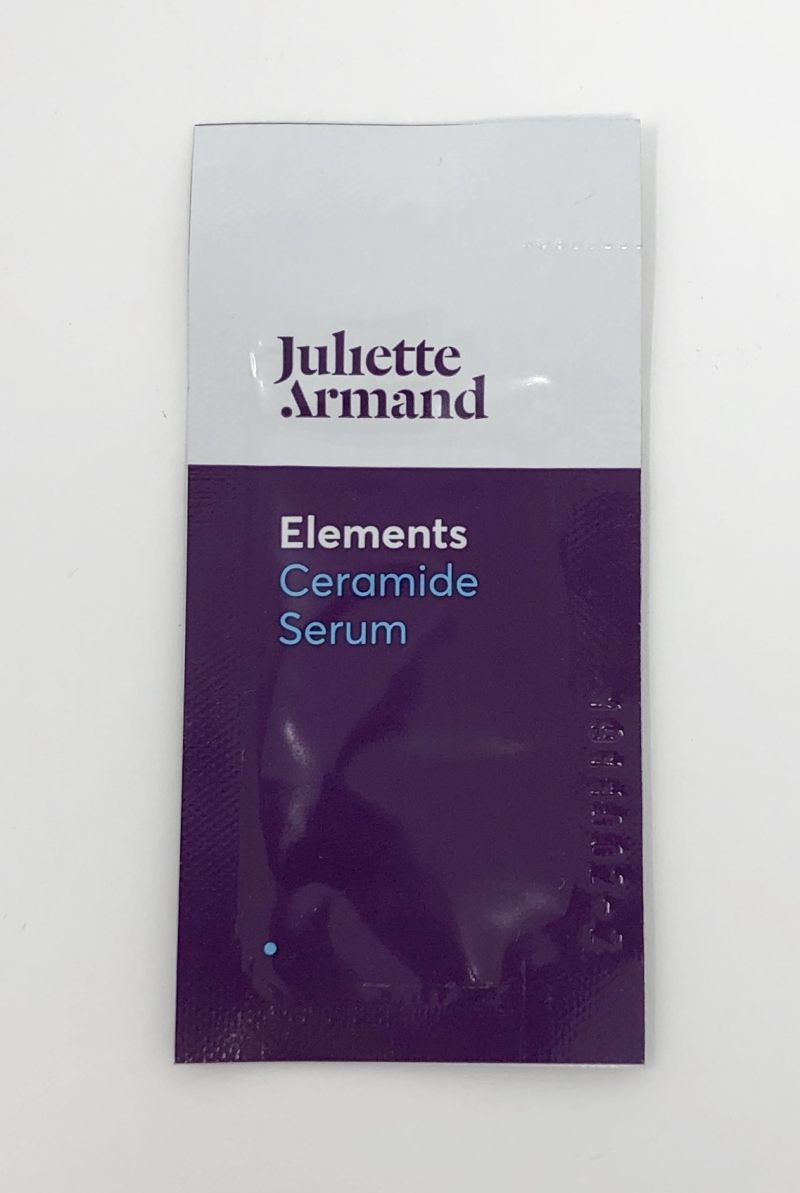 Juliette
Armand
Elements
Ceramide
Serum